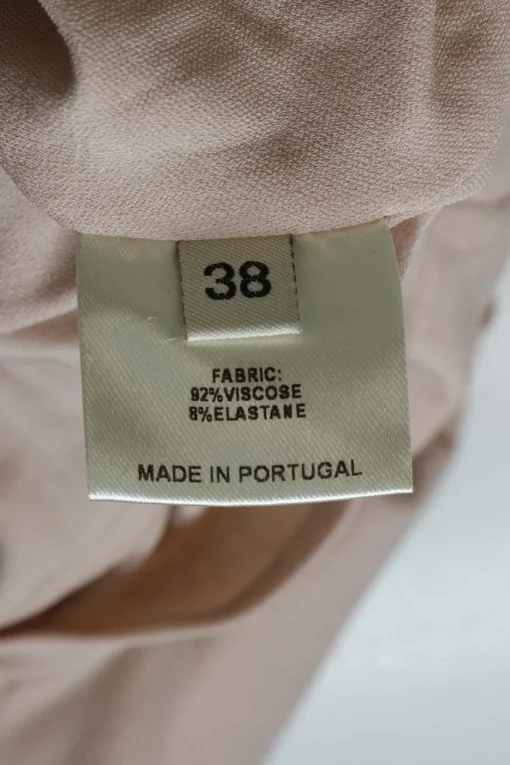 38
FABRIC:
92%VISCOSE
8%ELASTANE
MADE IN PORTUGAL